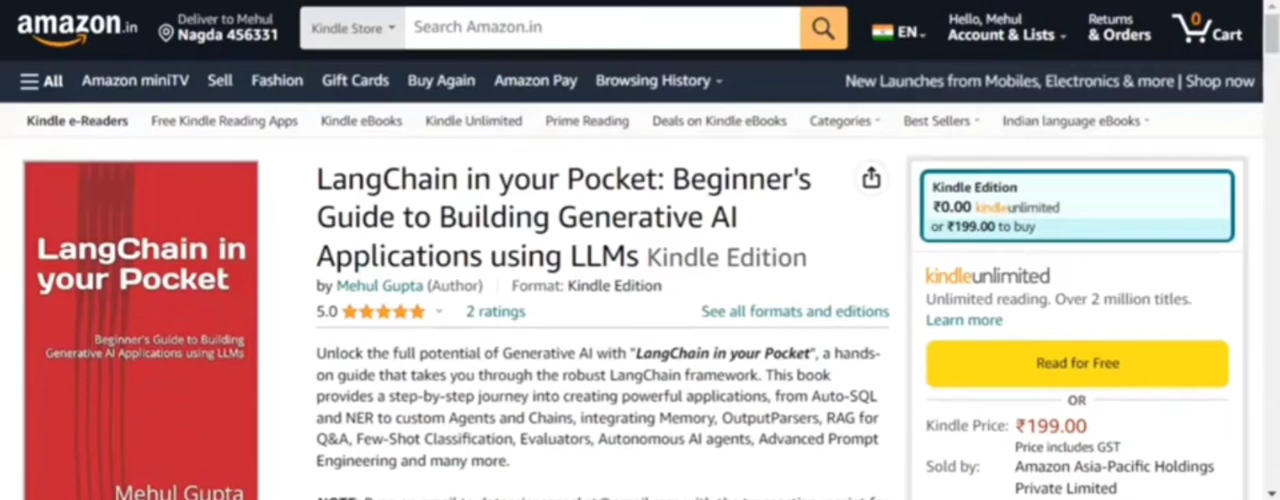 amazon.in
Deliver to Mehul
Nagda 456331
Kindle Store
Search Amazon.in
EN
Hello, Mehul
Account & Lists
Returns
& Orders
0
Cart
All Amazon miniTV Sell Fashion Gift Cards Buy Again Amazon Pay Browsing History New Launches from Mobiles, Electronics & more | Shop now
Kindle e-Readers Free Kindle Reading Apps Kindle eBooks Kindle Unlimited Prime Reading Deals on Kindle eBooks Categories Best Sellers Indian language eBooks
LangChain in
your Pocket
Beginner's Guide to Building
Generative AI Applications using LLMs
Mehul Gupta
LangChain in your Pocket: Beginner's
Guide to Building Generative AI
Applications using LLMs Kindle Edition
by Mehul Gupta (Author) Format: Kindle Edition
5.0 2 ratings See all formats and editions
Unlock the full potential of Generative AI with "LangChain in your Pocket", a hands-
on guide that takes you through the robust LangChain framework. This book
provides a step-by-step journey into creating powerful applications, from Auto-SQL
and NER to custom Agents and Chains, integrating Memory, OutputParsers, RAG for
Q&A, Few-Shot Classification, Evaluators, Autonomous AI agents, Advanced Prompt
Engineering and many more.
Kindle Edition
₹0.00 kindleunlimited
or ₹199.00 to buy
kindleunlimited
Unlimited reading. Over 2 million titles.
Learn more
Read for Free
OR
Kindle Price: ₹199.00
Price includes GST
Sold by: Amazon Asia-Pacific Holdings
Private Limited